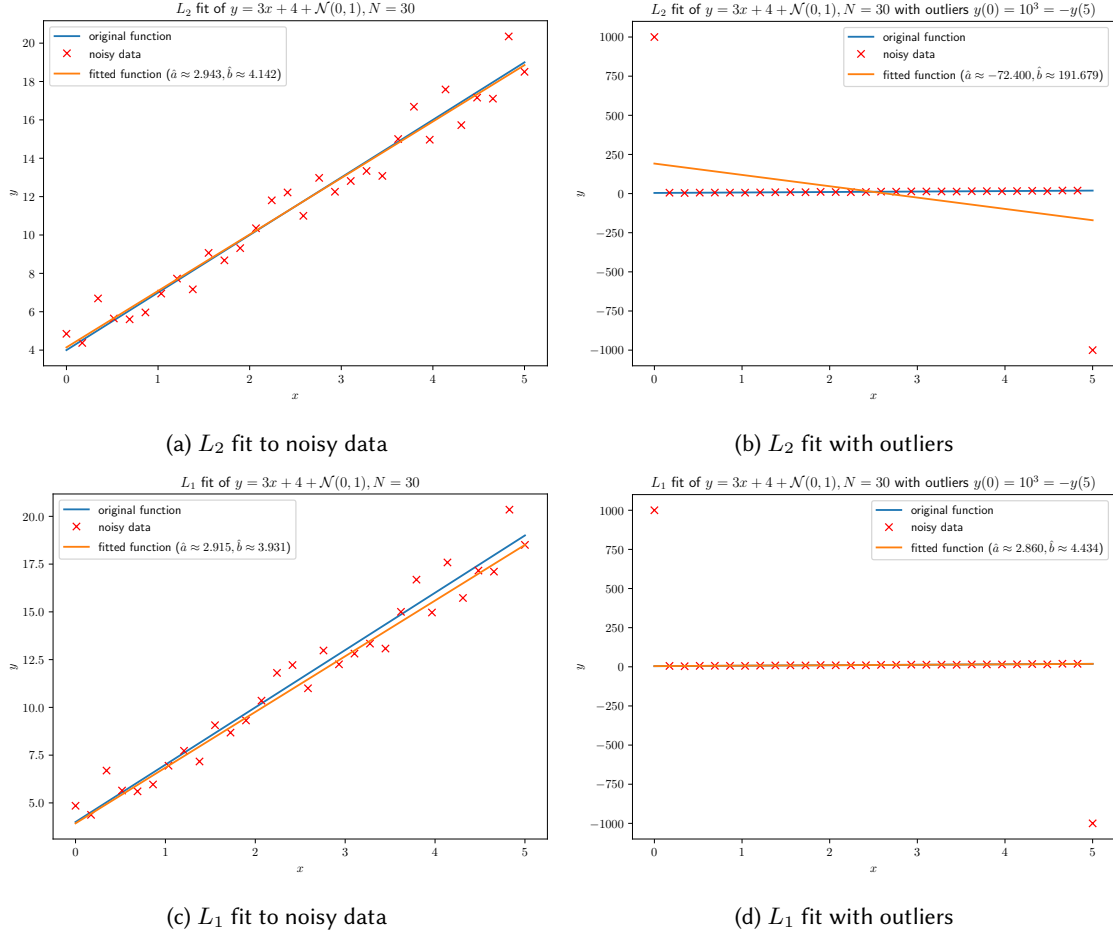 L₂ fit of y = 3x + 4 + 𝒩(0, 1), N = 30
original function
noisy data
fitted function (â ≈ 2.943, b̂ ≈ 4.142)
20
18
16
14
12
10
8
6
4
y
0 1 2 3 4 5
x
(a) L₂ fit to noisy data
L₂ fit of y = 3x + 4 + 𝒩(0, 1), N = 30 with outliers y(0) = 10³ = −y(5)
original function
noisy data
fitted function (â ≈ −72.400, b̂ ≈ 191.679)
1000
750
500
250
0
−250
−500
−750
−1000
y
0 1 2 3 4 5
x
(b) L₂ fit with outliers
L₁ fit of y = 3x + 4 + 𝒩(0, 1), N = 30
original function
noisy data
fitted function (â ≈ 2.915, b̂ ≈ 3.931)
20.0
17.5
15.0
12.5
10.0
7.5
5.0
y
0 1 2 3 4 5
x
(c) L₁ fit to noisy data
L₁ fit of y = 3x + 4 + 𝒩(0, 1), N = 30 with outliers y(0) = 10³ = −y(5)
original function
noisy data
fitted function (â ≈ 2.860, b̂ ≈ 4.434)
1000
750
500
250
0
−250
−500
−750
−1000
y
0 1 2 3 4 5
x
(d) L₁ fit with outliers